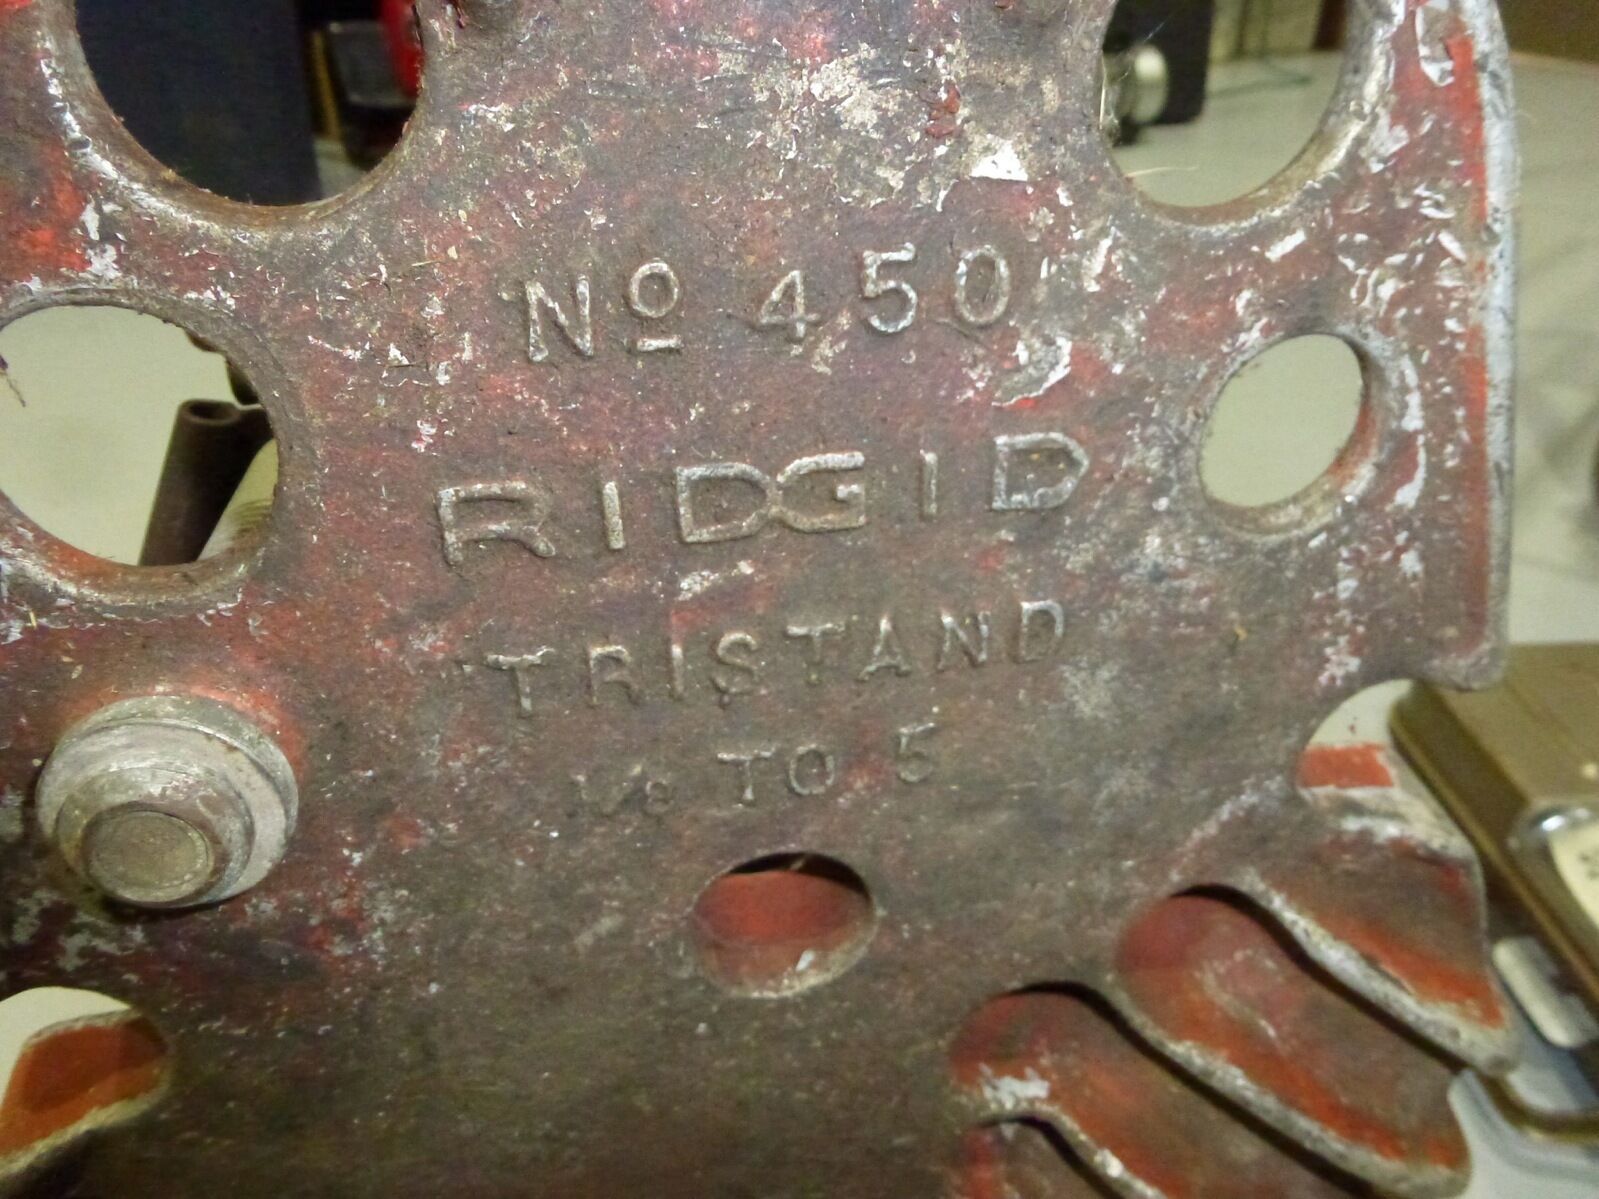 Nº 450
RIDGID
TRISTAND
1/8 TO 5